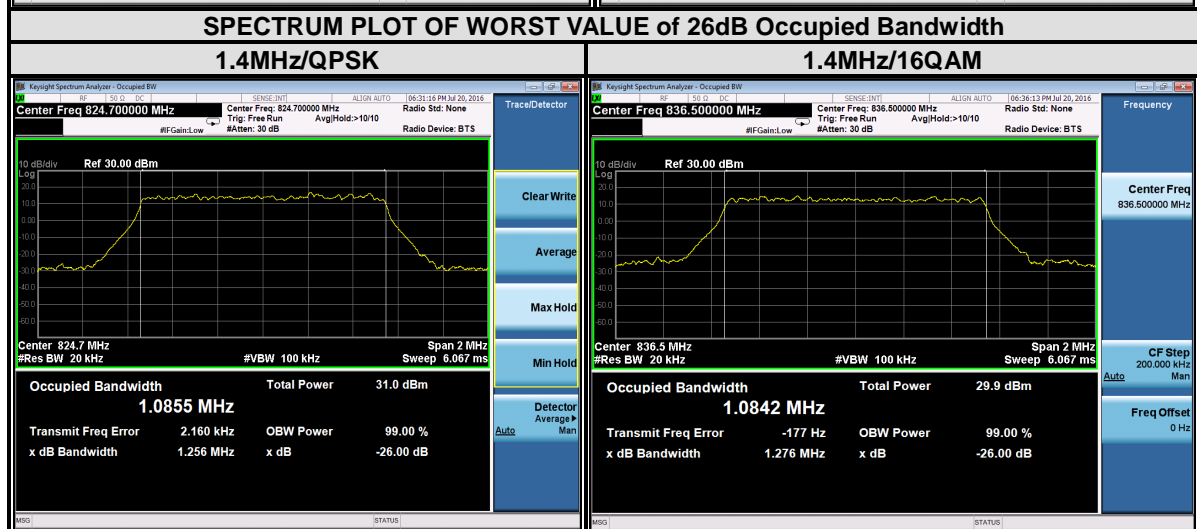 SPECTRUM PLOT OF WORST VALUE of 26dB Occupied Bandwidth
1.4MHz/QPSK
1.4MHz/16QAM
Keysight Spectrum Analyzer - Occupied BW
RF 50 Ω DC SENSE:INT ALIGN AUTO 06:31:16 PM Jul 20, 2016
Center Freq 824.700000 MHz
Center Freq: 824.700000 MHz
Radio Std: None
Trig: Free Run Avg|Hold:>10/10
#IFGain:Low #Atten: 30 dB Radio Device: BTS
10 dB/div Ref 30.00 dBm
Log
20.0
10.0
0.00
-10.0
-20.0
-30.0
-40.0
-50.0
-60.0
Center 824.7 MHz Span 2 MHz
#Res BW 20 kHz #VBW 100 kHz Sweep 6.067 ms
Occupied Bandwidth Total Power 31.0 dBm
1.0855 MHz
Transmit Freq Error 2.160 kHz OBW Power 99.00 %
x dB Bandwidth 1.256 MHz x dB -26.00 dB
MSG STATUS
Trace/Detector
Clear Write
Average
Max Hold
Min Hold
Detector
Average
Auto Man
Keysight Spectrum Analyzer - Occupied BW
RF 50 Ω DC SENSE:INT ALIGN AUTO 06:36:13 PM Jul 20, 2016
Center Freq 836.500000 MHz
Center Freq: 836.500000 MHz
Radio Std: None
Trig: Free Run Avg|Hold:>10/10
#IFGain:Low #Atten: 30 dB Radio Device: BTS
10 dB/div Ref 30.00 dBm
Log
20.0
10.0
0.00
-10.0
-20.0
-30.0
-40.0
-50.0
-60.0
Center 836.5 MHz Span 2 MHz
#Res BW 20 kHz #VBW 100 kHz Sweep 6.067 ms
Occupied Bandwidth Total Power 29.9 dBm
1.0842 MHz
Transmit Freq Error -177 Hz OBW Power 99.00 %
x dB Bandwidth 1.276 MHz x dB -26.00 dB
MSG STATUS
Frequency
Center Freq
836.500000 MHz
CF Step
200.000 kHz
Auto Man
Freq Offset
0 Hz